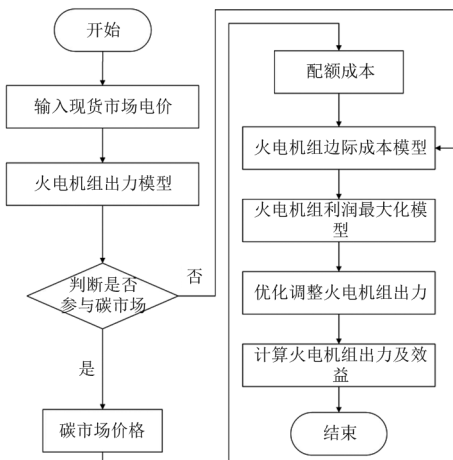 开始
输入现货市场电价
火电机组出力模型
判断是否
参与碳市场
否
是
碳市场价格
配额成本
火电机组边际成本模型
火电机组利润最大化模
型
优化调整火电机组出力
计算火电机组出力及效
益
结束